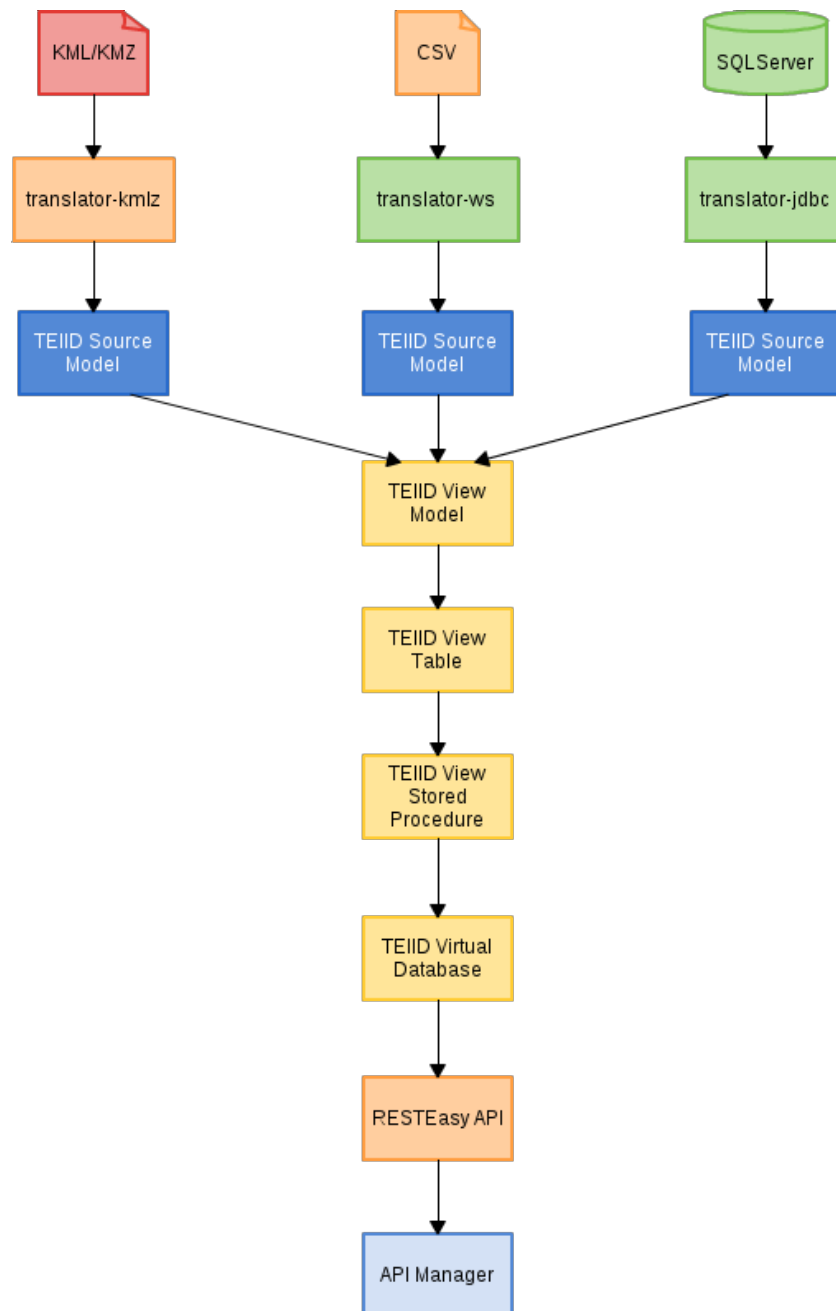 KML/KMZ
CSV
SQLServer
translator-kmlz
translator-ws
translator-jdbc
TEIID Source
Model
TEIID Source
Model
TEIID Source
Model
TEIID View
Model
TEIID View
Table
TEIID View
Stored
Procedure
TEIID Virtual
Database
RESTEasy API
API Manager